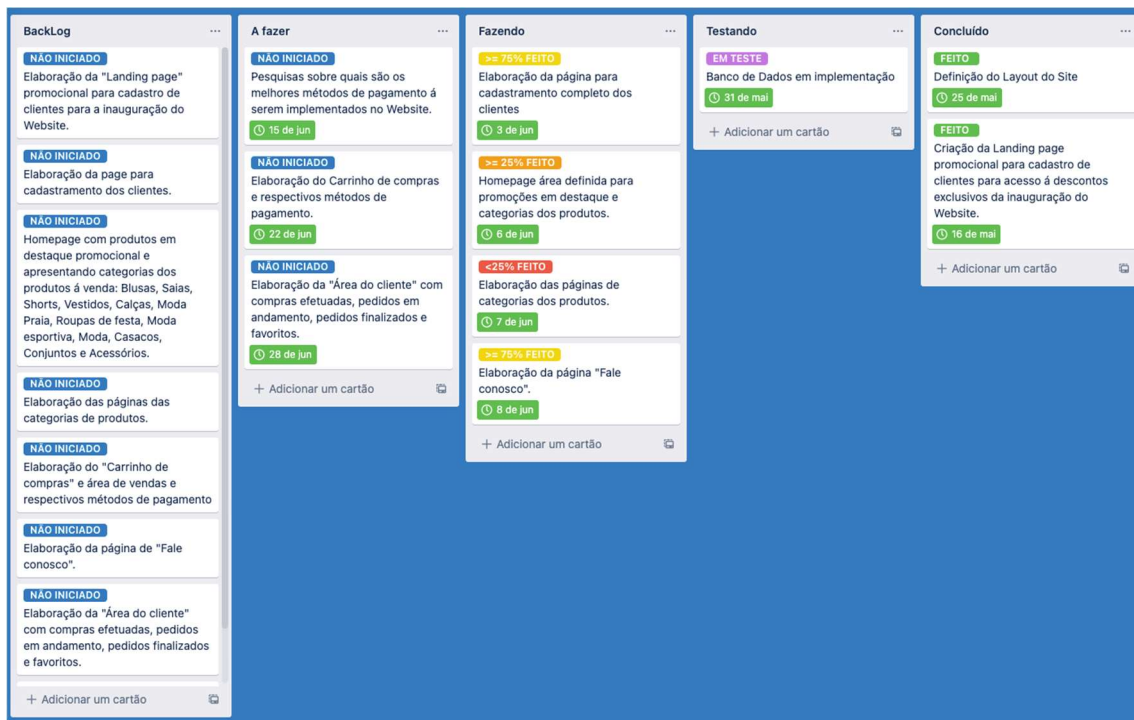 BackLog
NÃO INICIADO
Elaboração da "Landing page"
promocional para cadastro de
clientes para a inauguração do
Website.
NÃO INICIADO
Elaboração da page para
cadastramento dos clientes.
NÃO INICIADO
Homepage com produtos em
destaque promocional e
apresentando categorias dos
produtos á venda: Blusas, Saias,
Shorts, Vestidos, Calças, Moda
Praia, Roupas de festa, Moda
esportiva, Moda, Casacos,
Conjuntos e Acessórios.
NÃO INICIADO
Elaboração das páginas das
categorias de produtos.
NÃO INICIADO
Elaboração do "Carrinho de
compras" e área de vendas e
respectivos métodos de pagamento
NÃO INICIADO
Elaboração da página de "Fale
conosco".
NÃO INICIADO
Elaboração da "Área do cliente"
com compras efetuadas, pedidos
em andamento, pedidos finalizados
e favoritos.
+ Adicionar um cartão
A fazer
NÃO INICIADO
Pesquisas sobre quais são os
melhores métodos de pagamento á
serem implementados no Website.
15 de jun
NÃO INICIADO
Elaboração do Carrinho de compras
e respectivos métodos de
pagamento.
22 de jun
NÃO INICIADO
Elaboração da "Área do cliente" com
compras efetuadas, pedidos em
andamento, pedidos finalizados e
favoritos.
28 de jun
+ Adicionar um cartão
Fazendo
>= 75% FEITO
Elaboração da página para
cadastramento completo dos
clientes
3 de jun
>= 25% FEITO
Homepage área definida para
promoções em destaque e
categorias dos produtos.
6 de jun
<25% FEITO
Elaboração das páginas de
categorias dos produtos.
7 de jun
>= 75% FEITO
Elaboração da página "Fale
conosco".
8 de jun
+ Adicionar um cartão
Testando
EM TESTE
Banco de Dados em implementação
31 de mai
+ Adicionar um cartão
Concluído
FEITO
Definição do Layout do Site
25 de mai
FEITO
Criação da Landing page
promocional para cadastro de
clientes para acesso á descontos
exclusivos da inauguração do
Website.
16 de mai
+ Adicionar um cartão